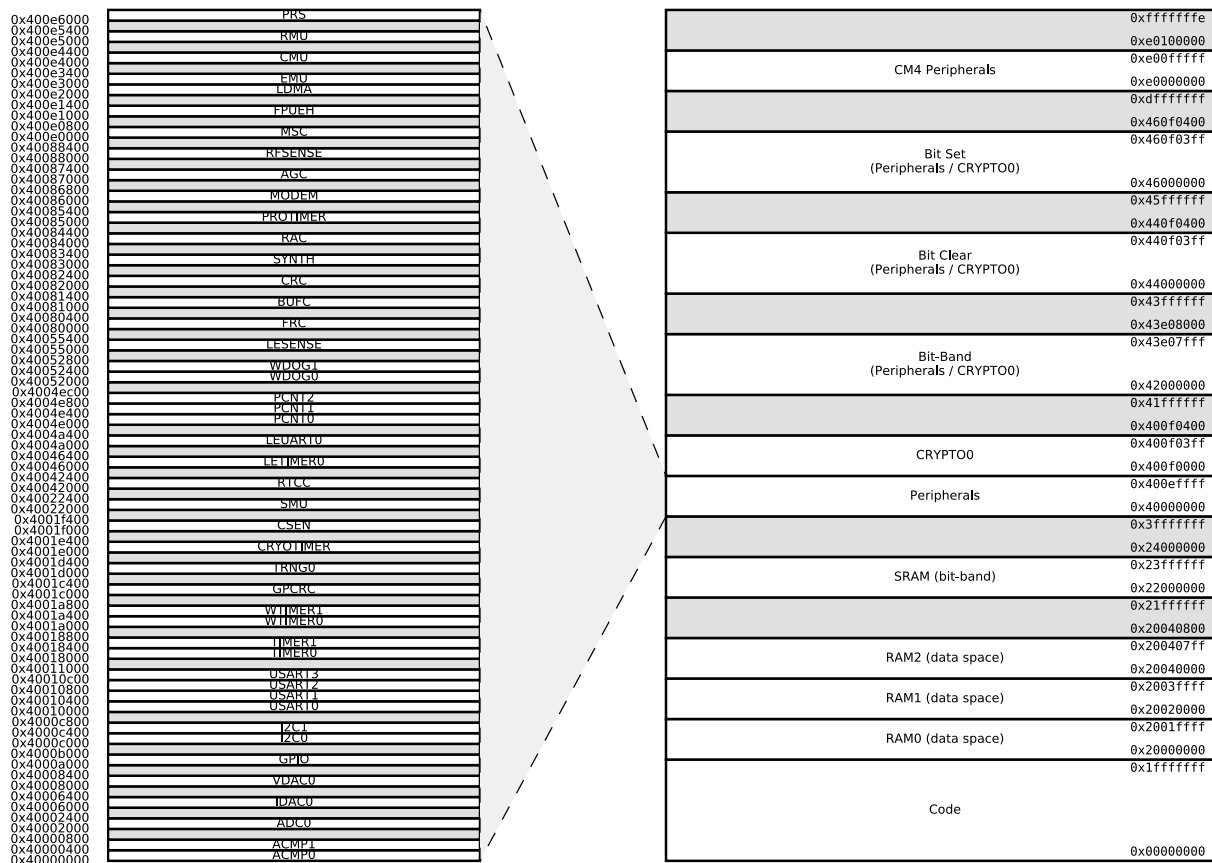 0x400e6000
0x400e5400
0x400e5000
0x400e4400
0x400e4000
0x400e3400
0x400e3000
0x400e2000
0x400e1400
0x400e1000
0x400e0800
0x400e0000
0x40088400
0x40088000
0x40087400
0x40087000
0x40086800
0x40086000
0x40085400
0x40085000
0x40084400
0x40084000
0x40083400
0x40083000
0x40082400
0x40082000
0x40081400
0x40081000
0x40080400
0x40080000
0x40055400
0x40055000
0x40052800
0x40052400
0x40052000
0x4004ec00
0x4004e800
0x4004e400
0x4004e000
0x4004a400
0x4004a000
0x40046400
0x40046000
0x40042400
0x40042000
0x40022400
0x40022000
0x4001f400
0x4001f000
0x4001e400
0x4001e000
0x4001d400
0x4001d000
0x4001c400
0x4001c000
0x4001a800
0x4001a400
0x4001a000
0x40018800
0x40018400
0x40018000
0x40011000
0x40010c00
0x40010800
0x40010400
0x40010000
0x4000c800
0x4000c400
0x4000c000
0x4000b000
0x4000a000
0x40008400
0x40008000
0x40006400
0x40006000
0x40002400
0x40002000
0x40000800
0x40000400
0x40000000
PRS
RMU
CMU
EMU
LDMA
FPUEH
MSC
RFSENSE
AGC
MODEM
PROTIMER
RAC
SYNTH
CRC
BUFC
FRC
LESENSE
WDOG1
WDOG0
PCNT2
PCNT1
PCNT0
LEUART0
LETIMER0
RTCC
SMU
CSEN
CRYOTIMER
TRNG0
GPCRC
WTIMER1
WTIMER0
TIMER1
TIMER0
USART3
USART2
USART1
USART0
I2C1
I2C0
GPIO
VDAC0
IDAC0
ADC0
ACMP1
ACMP0
0xfffffffe
0xe0100000
0xe00fffff
CM4 Peripherals
0xe0000000
0xdfffffff
0x460f0400
0x460f03ff
Bit Set
(Peripherals / CRYPTO0)
0x46000000
0x45ffffff
0x440f0400
0x440f03ff
Bit Clear
(Peripherals / CRYPTO0)
0x44000000
0x43ffffff
0x43e08000
0x43e07fff
Bit-Band
(Peripherals / CRYPTO0)
0x42000000
0x41ffffff
0x400f0400
0x400f03ff
CRYPTO0
0x400f0000
0x400effff
Peripherals
0x40000000
0x3fffffff
0x24000000
0x23ffffff
SRAM (bit-band)
0x22000000
0x21ffffff
0x20040800
0x200407ff
RAM2 (data space)
0x20040000
0x2003ffff
RAM1 (data space)
0x20020000
0x2001ffff
RAM0 (data space)
0x20000000
0x1fffffff
Code
0x00000000